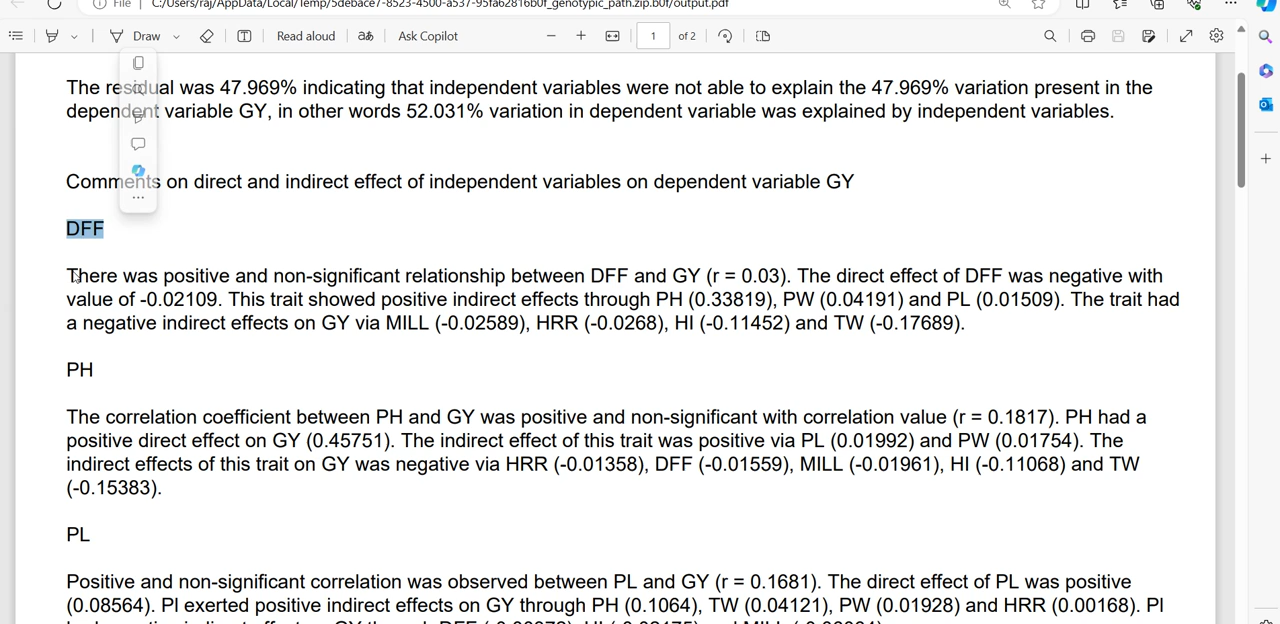 File C:/Users/raj/AppData/Local/Temp/5debace7-8523-4500-a537-95fa62816b0f_genotypic_path.zip.b0f/output.pdf
Draw Read aloud Ask Copilot 1 of 2
The residual was 47.969% indicating that independent variables were not able to explain the 47.969% variation present in the
dependent variable GY, in other words 52.031% variation in dependent variable was explained by independent variables.
Comments on direct and indirect effect of independent variables on dependent variable GY
DFF
There was positive and non-significant relationship between DFF and GY (r = 0.03). The direct effect of DFF was negative with
value of -0.02109. This trait showed positive indirect effects through PH (0.33819), PW (0.04191) and PL (0.01509). The trait had
a negative indirect effects on GY via MILL (-0.02589), HRR (-0.0268), HI (-0.11452) and TW (-0.17689).
PH
The correlation coefficient between PH and GY was positive and non-significant with correlation value (r = 0.1817). PH had a
positive direct effect on GY (0.45751). The indirect effect of this trait was positive via PL (0.01992) and PW (0.01754). The
indirect effects of this trait on GY was negative via HRR (-0.01358), DFF (-0.01559), MILL (-0.01961), HI (-0.11068) and TW
(-0.15383).
PL
Positive and non-significant correlation was observed between PL and GY (r = 0.1681). The direct effect of PL was positive
(0.08564). Pl exerted positive indirect effects on GY through PH (0.1064), TW (0.04121), PW (0.01928) and HRR (0.00168). Pl